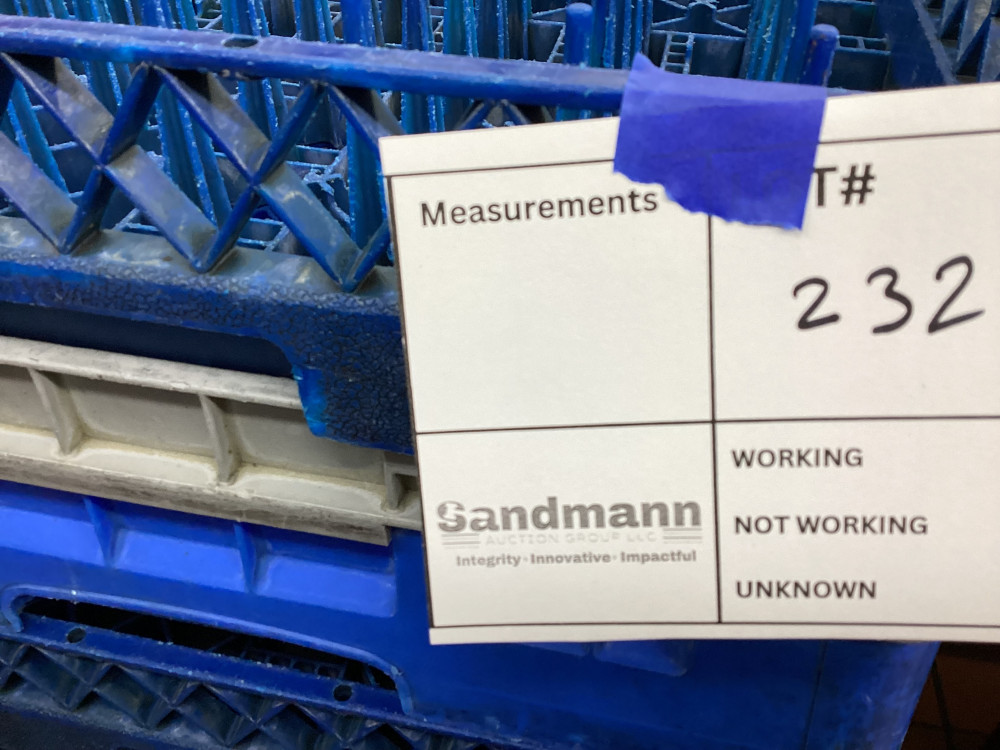 Measurements
T#
232
Sandmann
AUCTION GROUP LLC
Integrity · Innovative · Impactful
WORKING
NOT WORKING
UNKNOWN